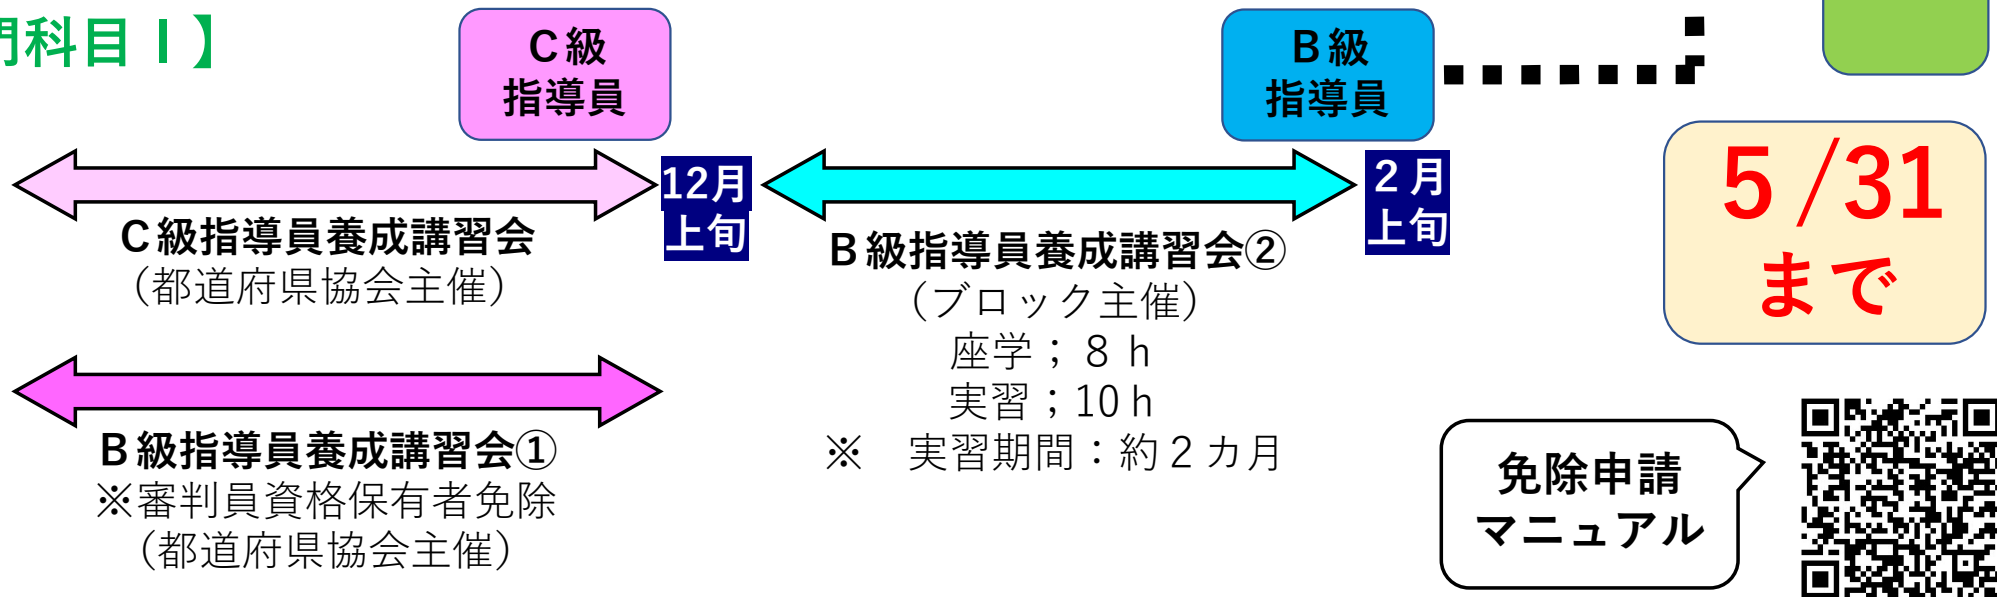 門科目Ⅰ】
C級
指導員
B級
指導員
12月
上旬
2月
上旬
5/31
まで
C級指導員養成講習会
（都道府県協会主催）
B級指導員養成講習会②
（ブロック主催）
座学；8ｈ
実習；10ｈ
※　実習期間：約2カ月
B級指導員養成講習会①
※審判員資格保有者免除
（都道府県協会主催）
免除申請
マニュアル